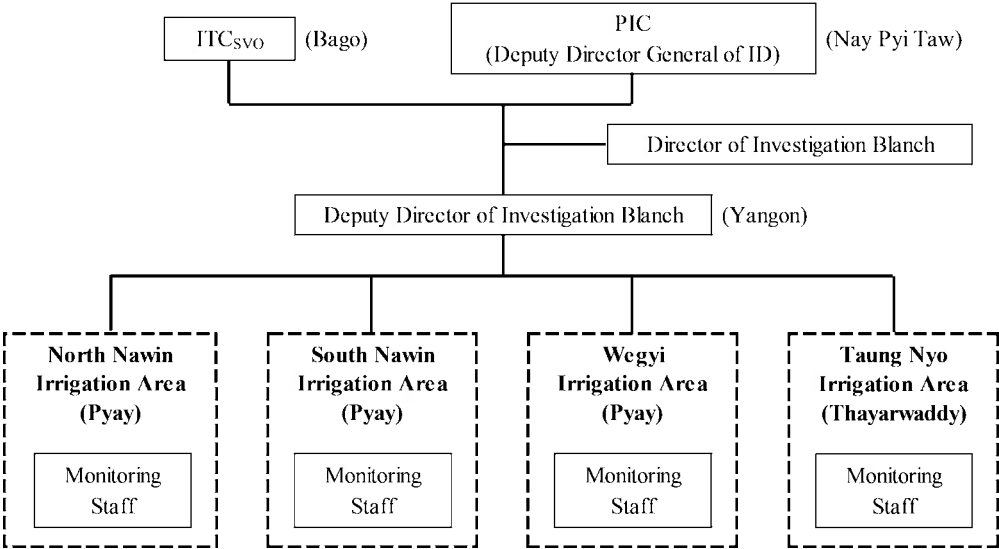 ITCSVO (Bago)
PIC
(Deputy Director General of ID)
(Nay Pyi Taw)
Director of Investigation Blanch
Deputy Director of Investigation Blanch (Yangon)
North Nawin
Irrigation Area
(Pyay)
Monitoring
Staff
South Nawin
Irrigation Area
(Pyay)
Monitoring
Staff
Wegyi
Irrigation Area
(Pyay)
Monitoring
Staff
Taung Nyo
Irrigation Area
(Thayarwaddy)
Monitoring
Staff